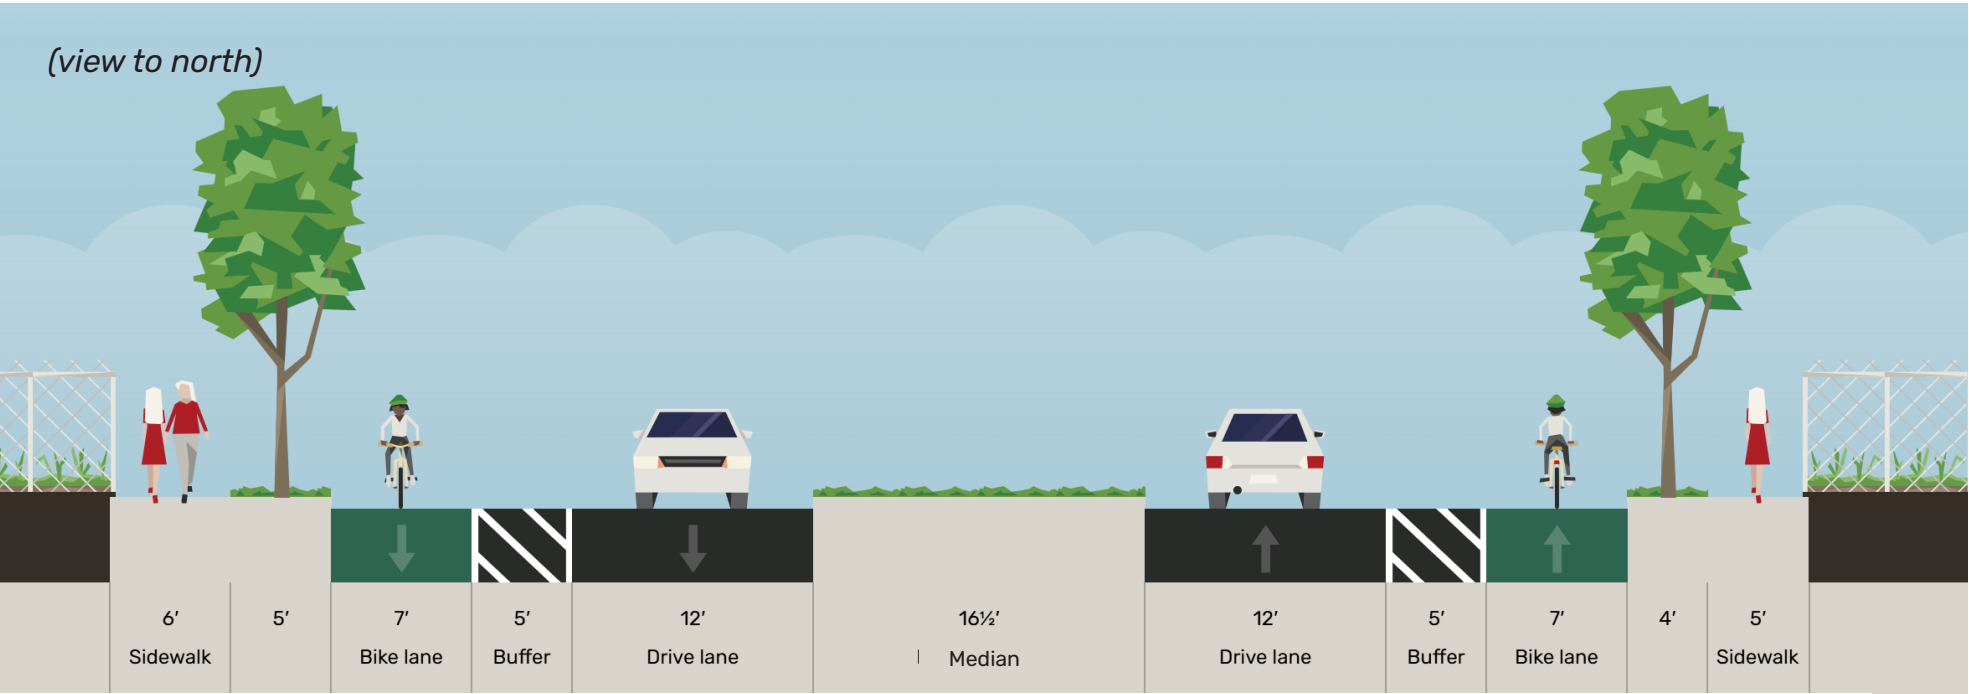 (view to north)
6′ 5′ 7′ 5′ 12′ 16½′ 12′ 5′ 7′ 4′ 5′
Sidewalk Bike lane Buffer Drive lane Median Drive lane Buffer Bike lane Sidewalk